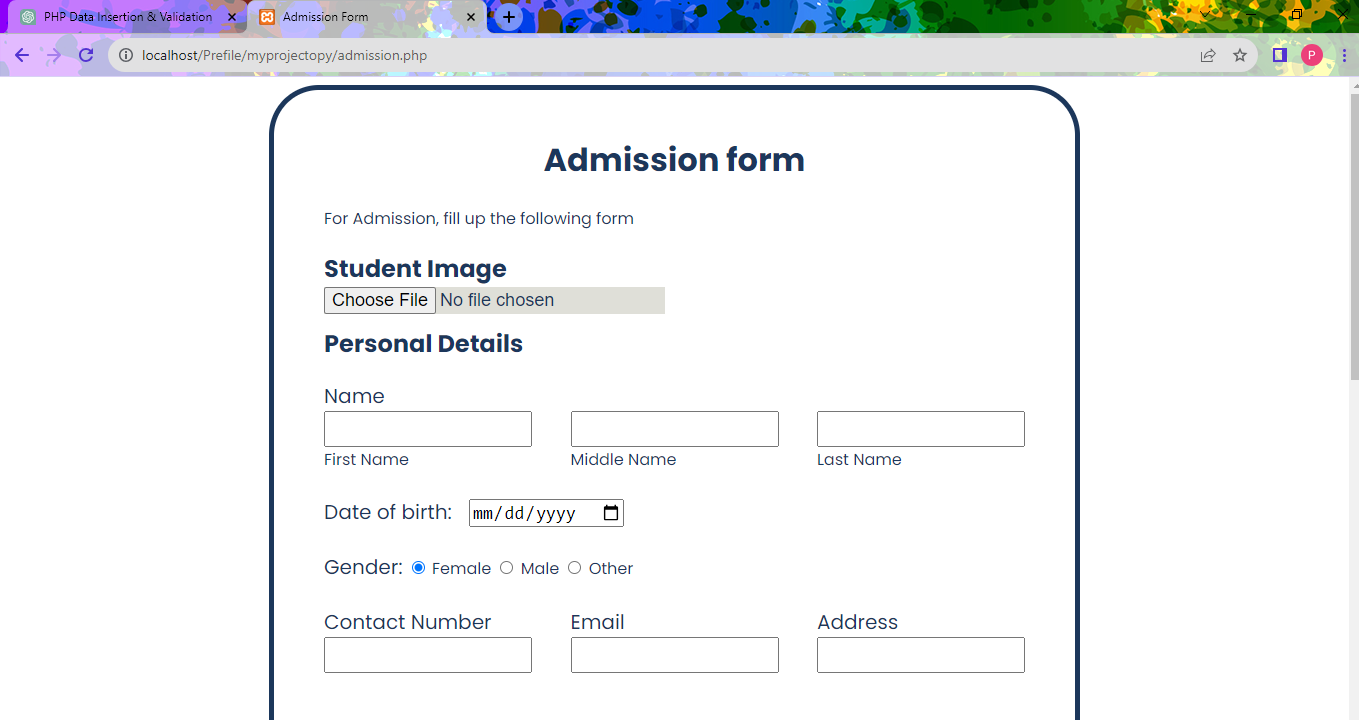 PHP Data Insertion & Validation
Admission Form
localhost/Prefile/myprojectopy/admission.php
P
Admission form
For Admission, fill up the following form
Student Image
Choose File No file chosen
Personal Details
Name
First Name Middle Name Last Name
Date of birth: mm/dd/yyyy
Gender: Female Male Other
Contact Number Email Address